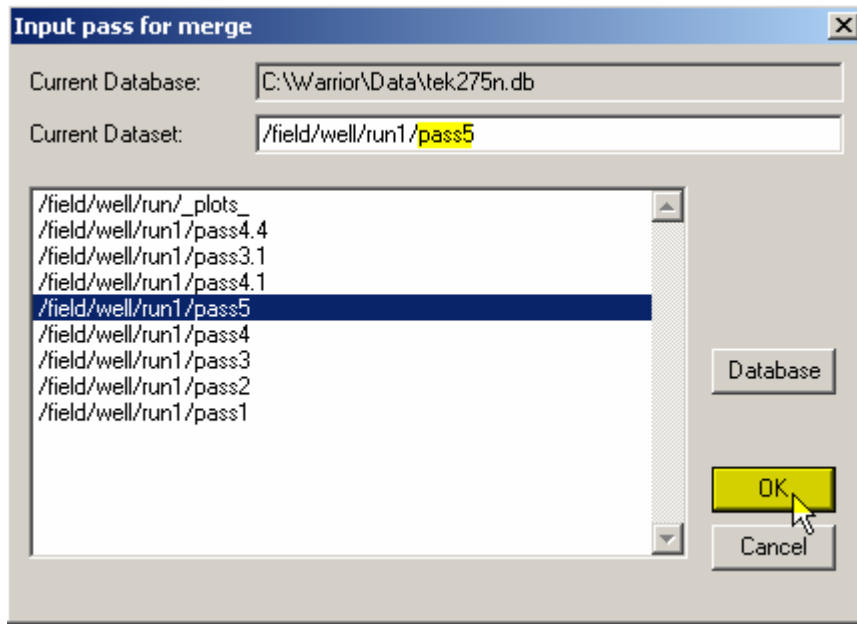 Input pass for merge
Current Database: C:\Warrior\Data\tek275n.db
Current Dataset: /field/well/run1/pass5
/field/well/run/_plots_
/field/well/run1/pass4.4
/field/well/run1/pass3.1
/field/well/run1/pass4.1
/field/well/run1/pass5
/field/well/run1/pass4
/field/well/run1/pass3
/field/well/run1/pass2
/field/well/run1/pass1
Database
OK
Cancel